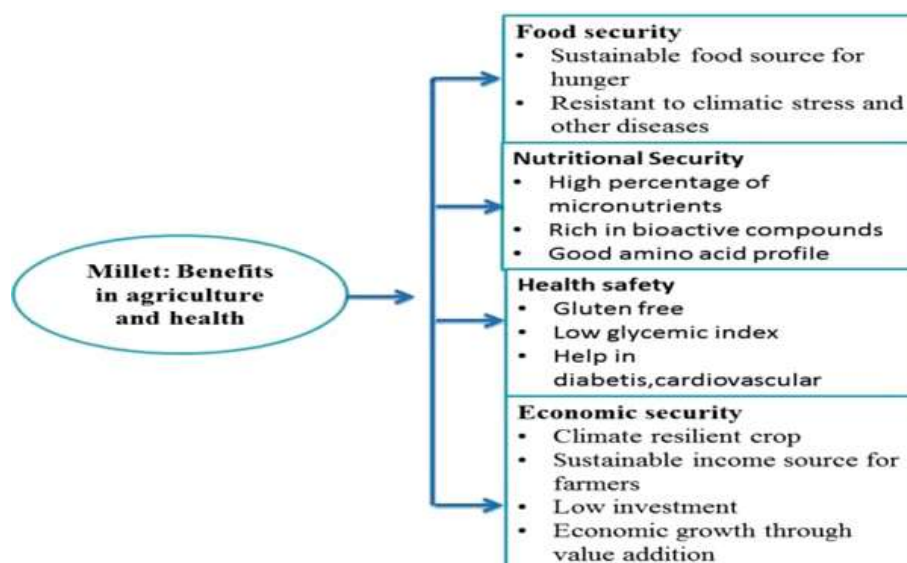 Millet: Benefits
in agriculture
and health
Food security
• Sustainable food source for
hunger
• Resistant to climatic stress and
other diseases
Nutritional Security
• High percentage of
micronutrients
• Rich in bioactive compounds
• Good amino acid profile
Health safety
• Gluten free
• Low glycemic index
• Help in
diabetis,cardiovascular
Economic security
• Climate resilient crop
• Sustainable income source for
farmers
• Low investment
• Economic growth through
value addition